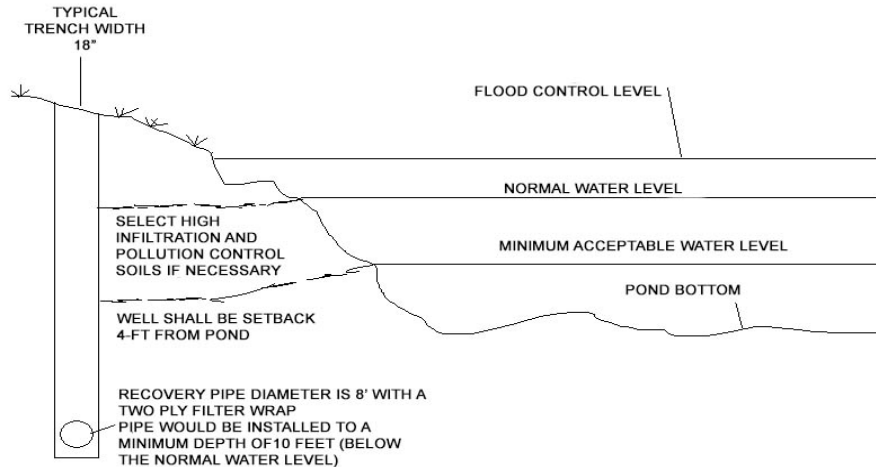 TYPICAL
TRENCH WIDTH
18"
FLOOD CONTROL LEVEL
NORMAL WATER LEVEL
SELECT HIGH
INFILTRATION AND
POLLUTION CONTROL
SOILS IF NECESSARY
MINIMUM ACCEPTABLE WATER LEVEL
POND BOTTOM
WELL SHALL BE SETBACK
4-FT FROM POND
RECOVERY PIPE DIAMETER IS 8' WITH A
TWO PLY FILTER WRAP
PIPE WOULD BE INSTALLED TO A
MINIMUM DEPTH OF10 FEET (BELOW
THE NORMAL WATER LEVEL)